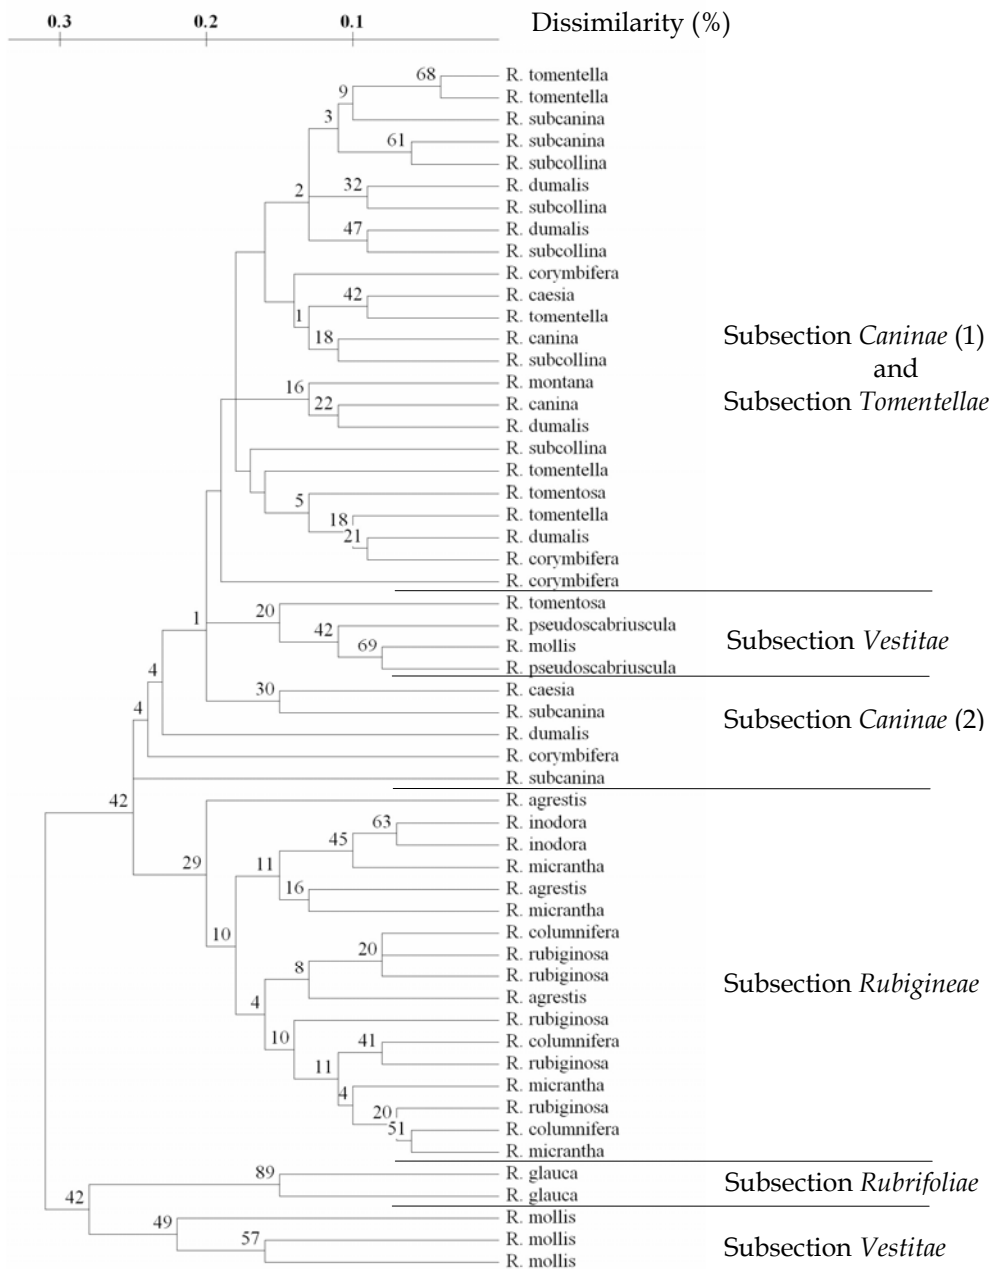 0.3 0.2 0.1 Dissimilarity (%)
68 R. tomentella
9 R. tomentella
3 R. subcanina
61 R. subcanina
R. subcollina
2 32 R. dumalis
R. subcollina
47 R. dumalis
R. subcollina
R. corymbifera
42 R. caesia
1 R. tomentella
18 R. canina
R. subcollina
Subsection Caninae (1)
and
Subsection Tomentellae
16 R. montana
22 R. canina
R. dumalis
R. subcollina
R. tomentella
5 R. tomentosa
18 R. tomentella
21 R. dumalis
R. corymbifera
R. corymbifera
1 20 R. tomentosa
42 R. pseudoscabriuscula
69 R. mollis
R. pseudoscabriuscula
Subsection Vestitae
4 30 R. caesia
4 R. subcanina
R. dumalis
R. corymbifera
R. subcanina
Subsection Caninae (2)
42 R. agrestis
63 R. inodora
45 R. inodora
29 11 R. micrantha
16 R. agrestis
R. micrantha
10 R. columnifera
20 R. rubiginosa
8 R. rubiginosa
4 R. agrestis
10 R. rubiginosa
41 R. columnifera
11 R. rubiginosa
4 R. micrantha
20 R. rubiginosa
51 R. columnifera
R. micrantha
Subsection Rubigineae
89 R. glauca
42 R. glauca
Subsection Rubrifoliae
49 R. mollis
57 R. mollis
R. mollis
Subsection Vestitae